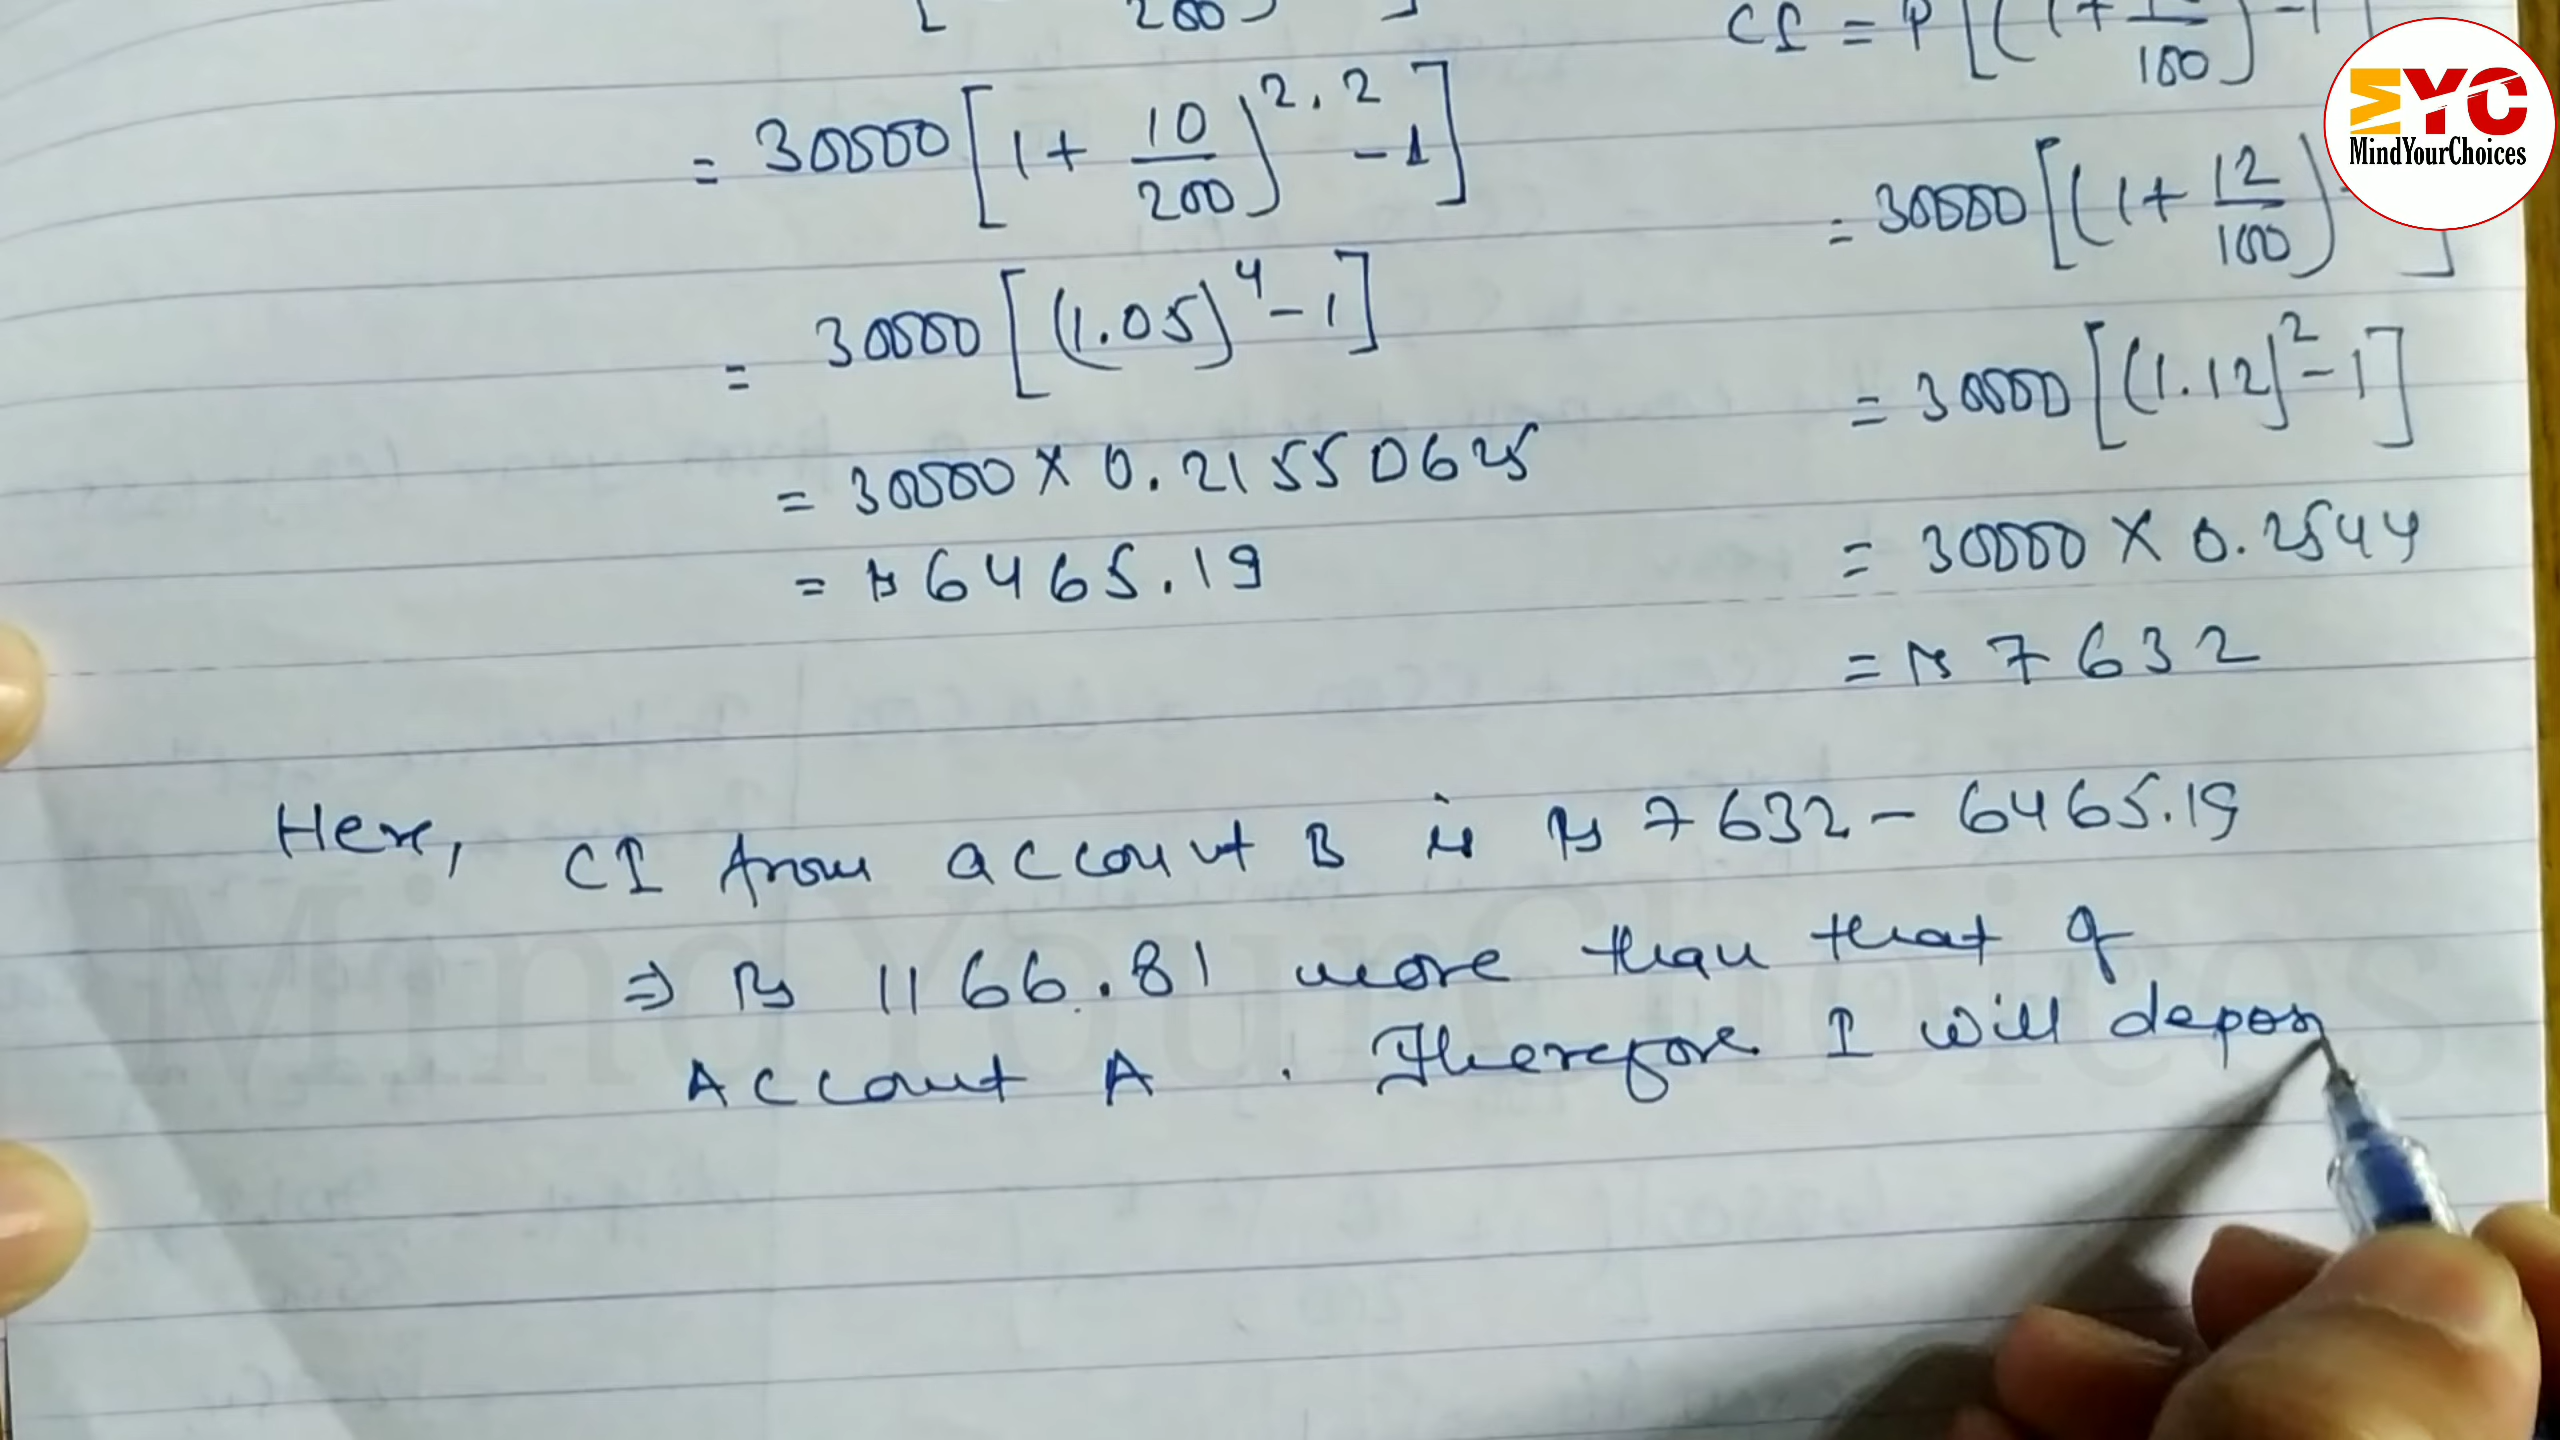 200
= 30000 [ 1 + 10/200 )^2.2 - 1 ]
= 30000 [ (1.05)^4 - 1 ]
= 30000 × 0.21550625
= Rs 6465.19
CI = P [ ( 1 + /100 ) - 1
= 30000 [ ( 1 + 12/100 ) ]
= 30000 [ (1.12)^2 - 1 ]
= 30000 × 0.2544
= Rs 7632
Here, CI from account B is Rs 7632 - 6465.19
⇒ Rs 1166.81 more than that of
Account A . Therefore I will depos
MYC
MindYourChoices
MindYourChoices